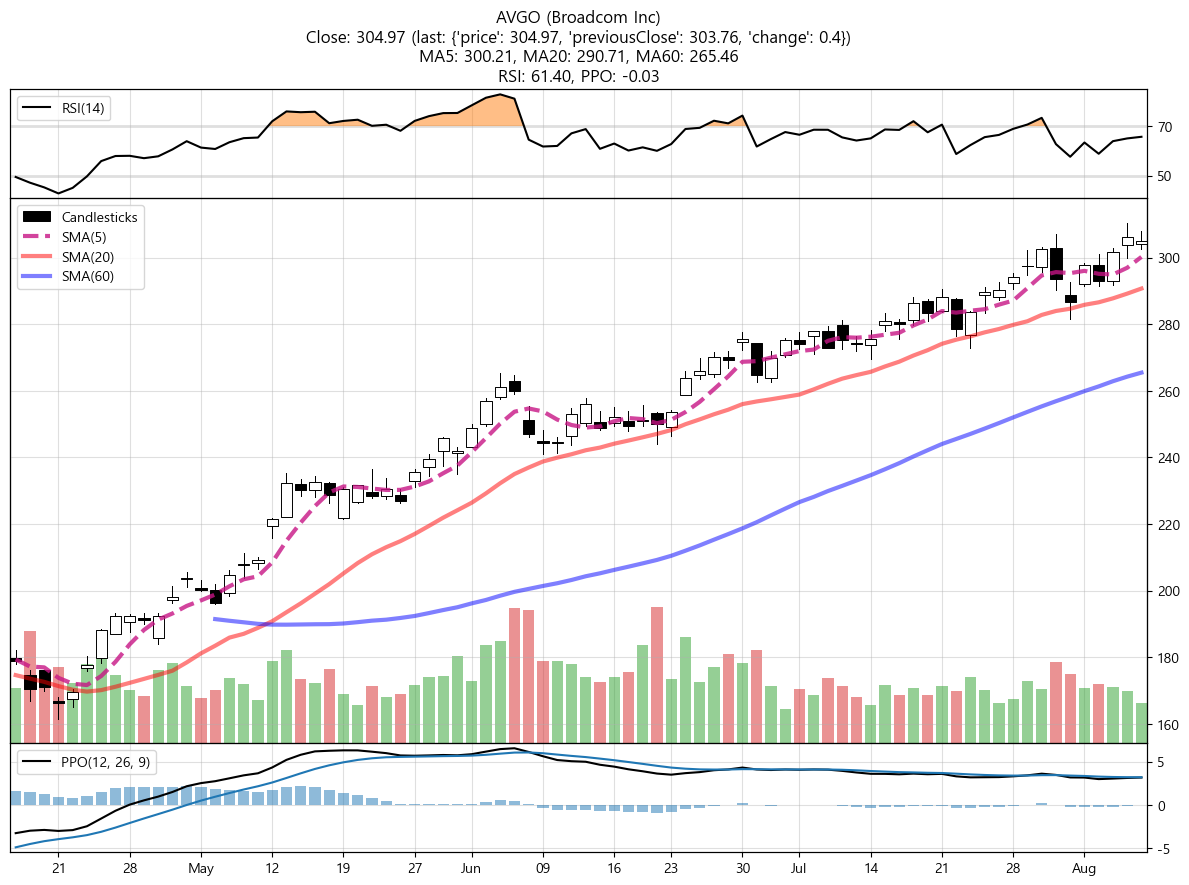 AVGO (Broadcom Inc)
Close: 304.97 (last: {'price': 304.97, 'previousClose': 303.76, 'change': 0.4})
MA5: 300.21, MA20: 290.71, MA60: 265.46
RSI: 61.40, PPO: -0.03
RSI(14)
70
50
Candlesticks
SMA(5)
SMA(20)
SMA(60)
300
280
260
240
220
200
180
160
PPO(12, 26, 9)
5
0
-5
21 28 May 12 19 27 Jun 09 16 23 30 Jul 14 21 28 Aug